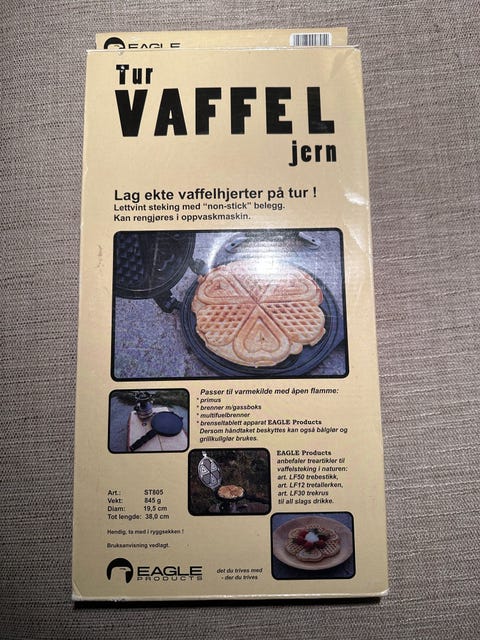 EAGLE
Tur
VAFFEL
jern
Lag ekte vaffelhjerter på tur !
Lettvint steking med "non-stick" belegg.
Kan rengjøres i oppvaskmaskin.
Passer til varmekilde med åpen flamme:
* primus
* brenner m/gassboks
* multifuelbrenner
* brenseltablett apparat EAGLE Products
Dersom håndtaket beskyttes kan også bålglør og
grillkullglør brukes.
EAGLE Products
anbefaler treartikler til
vaffelsteking i naturen:
art. LF50 trebestikk,
art. LF12 tretallerken,
art. LF30 trekrus
til all slags drikke.
Art.: ST805
Vekt: 845 g
Diam: 19,5 cm
Tot lengde: 38,0 cm
Hendig, ta med i ryggsekken !
Bruksanvisning vedlagt.
EAGLE
PRODUCTS
det du trives med
- der du trives